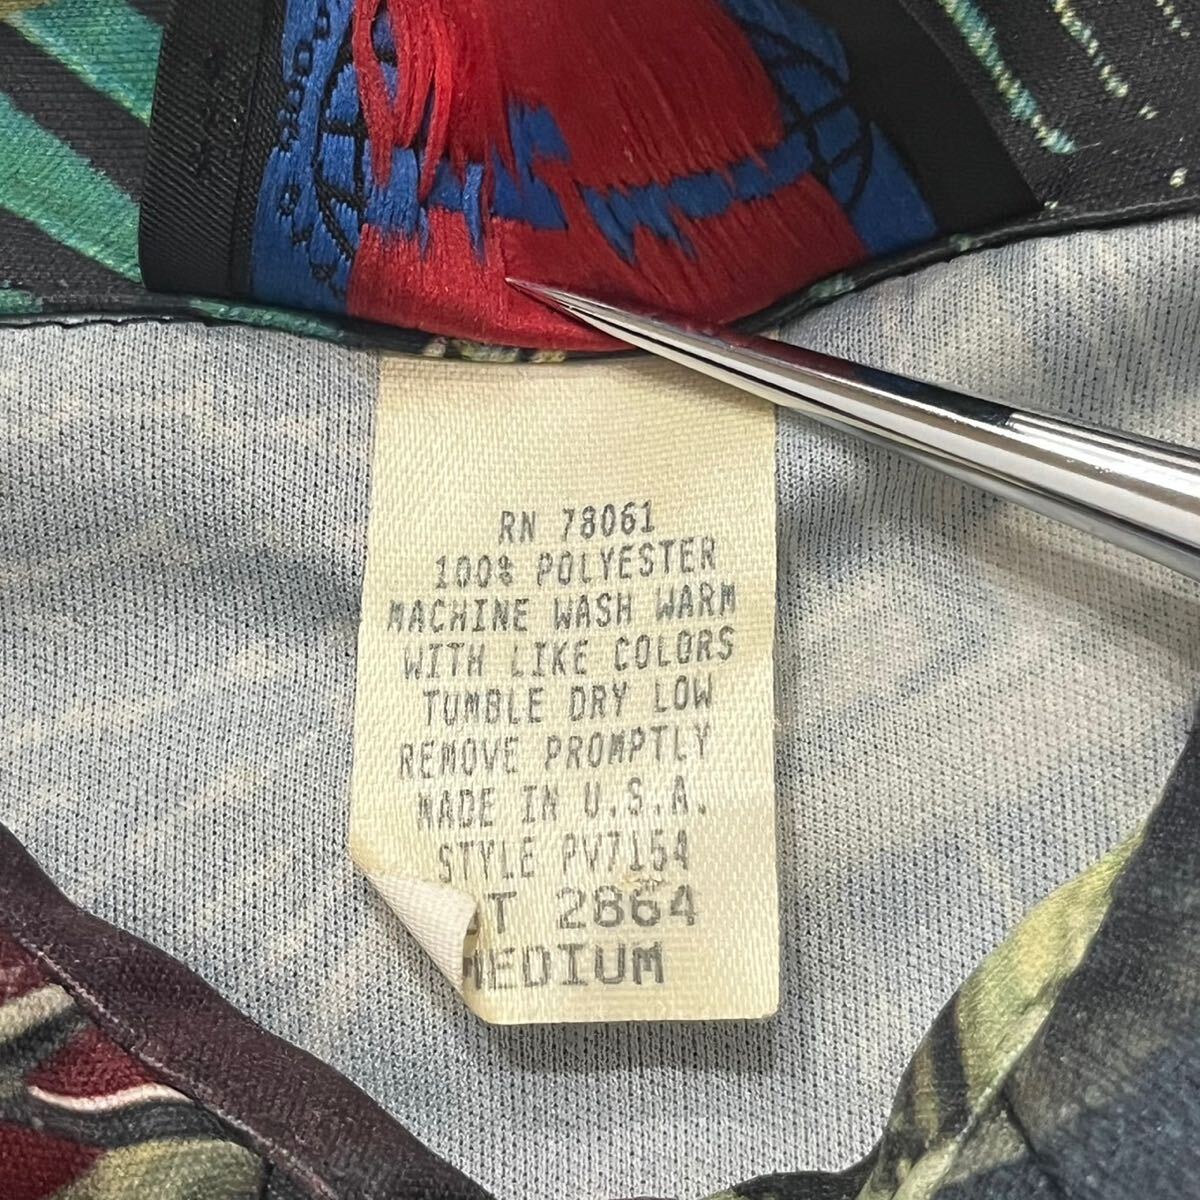 RN 78061
100% POLYESTER
MACHINE WASH WARM
WITH LIKE COLORS
TUMBLE DRY LOW
REMOVE PROMPTLY
MADE IN U.S.A.
STYLE PV7154
2864
MEDIUM